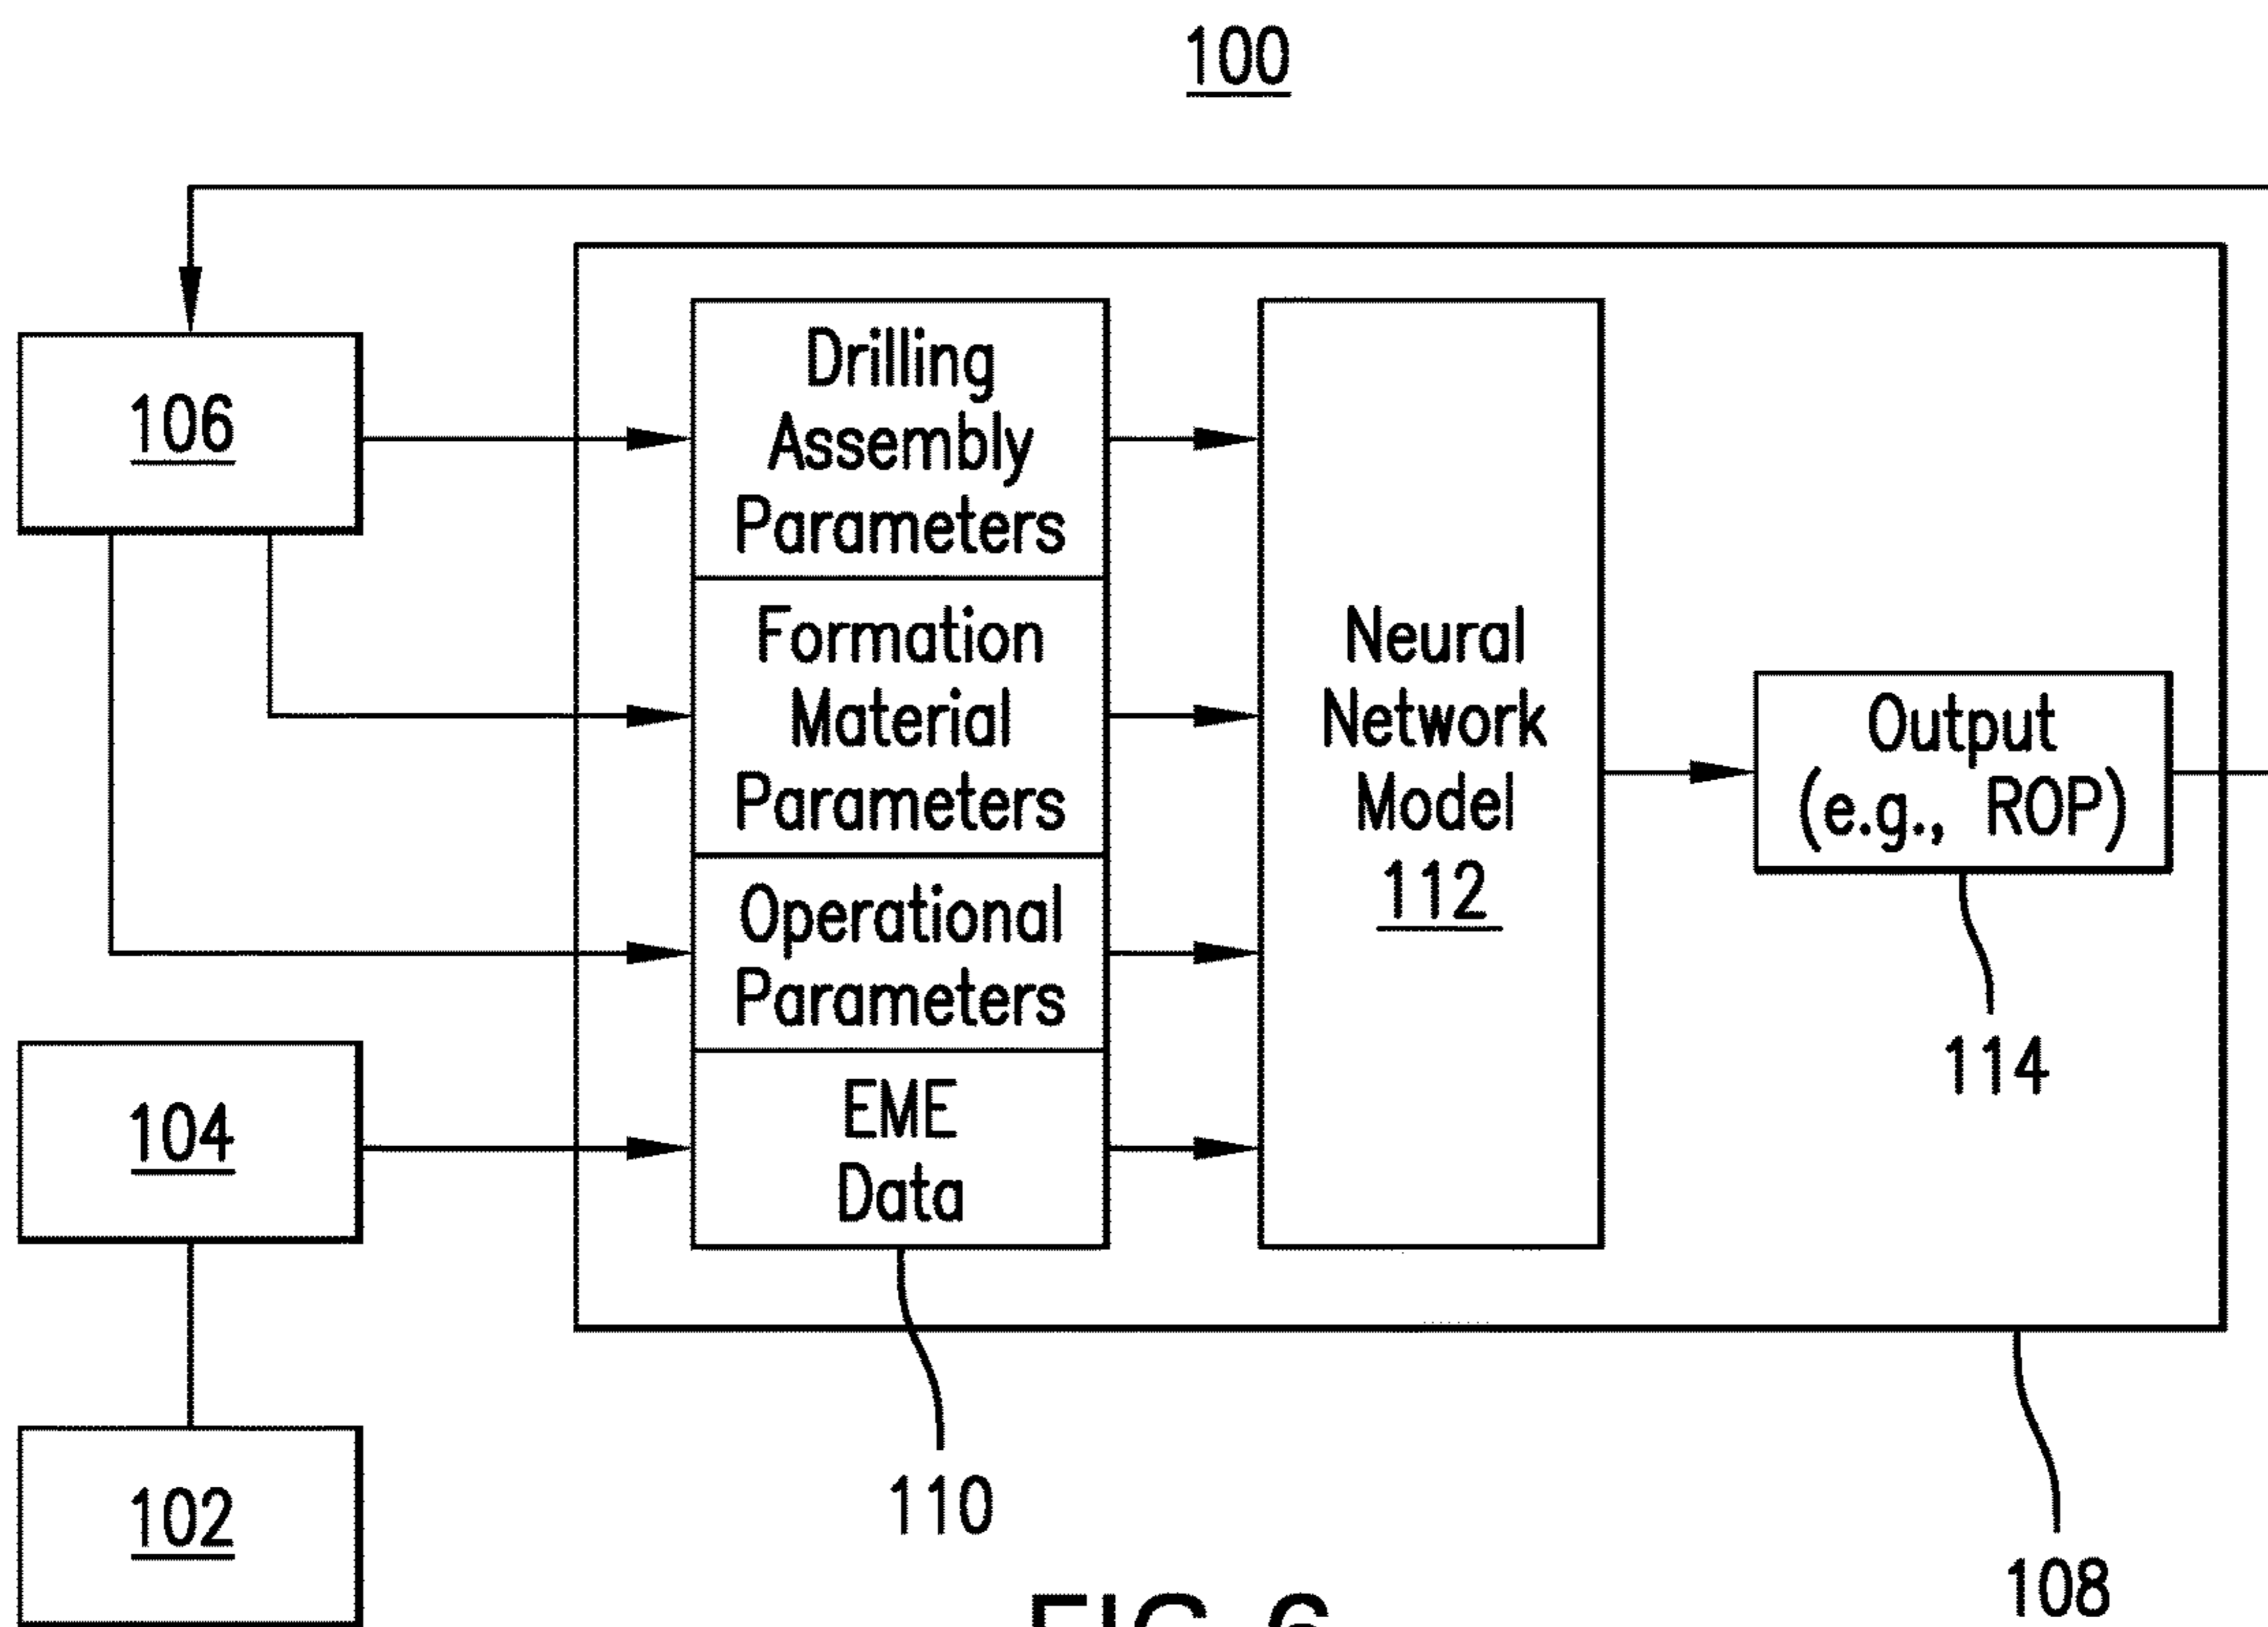 100
106
Drilling
Assembly
Parameters
Formation
Material
Parameters
Operational
Parameters
EME
Data
Neural
Network
Model
112
Output
(e.g., ROP)
114
104
102
110
108